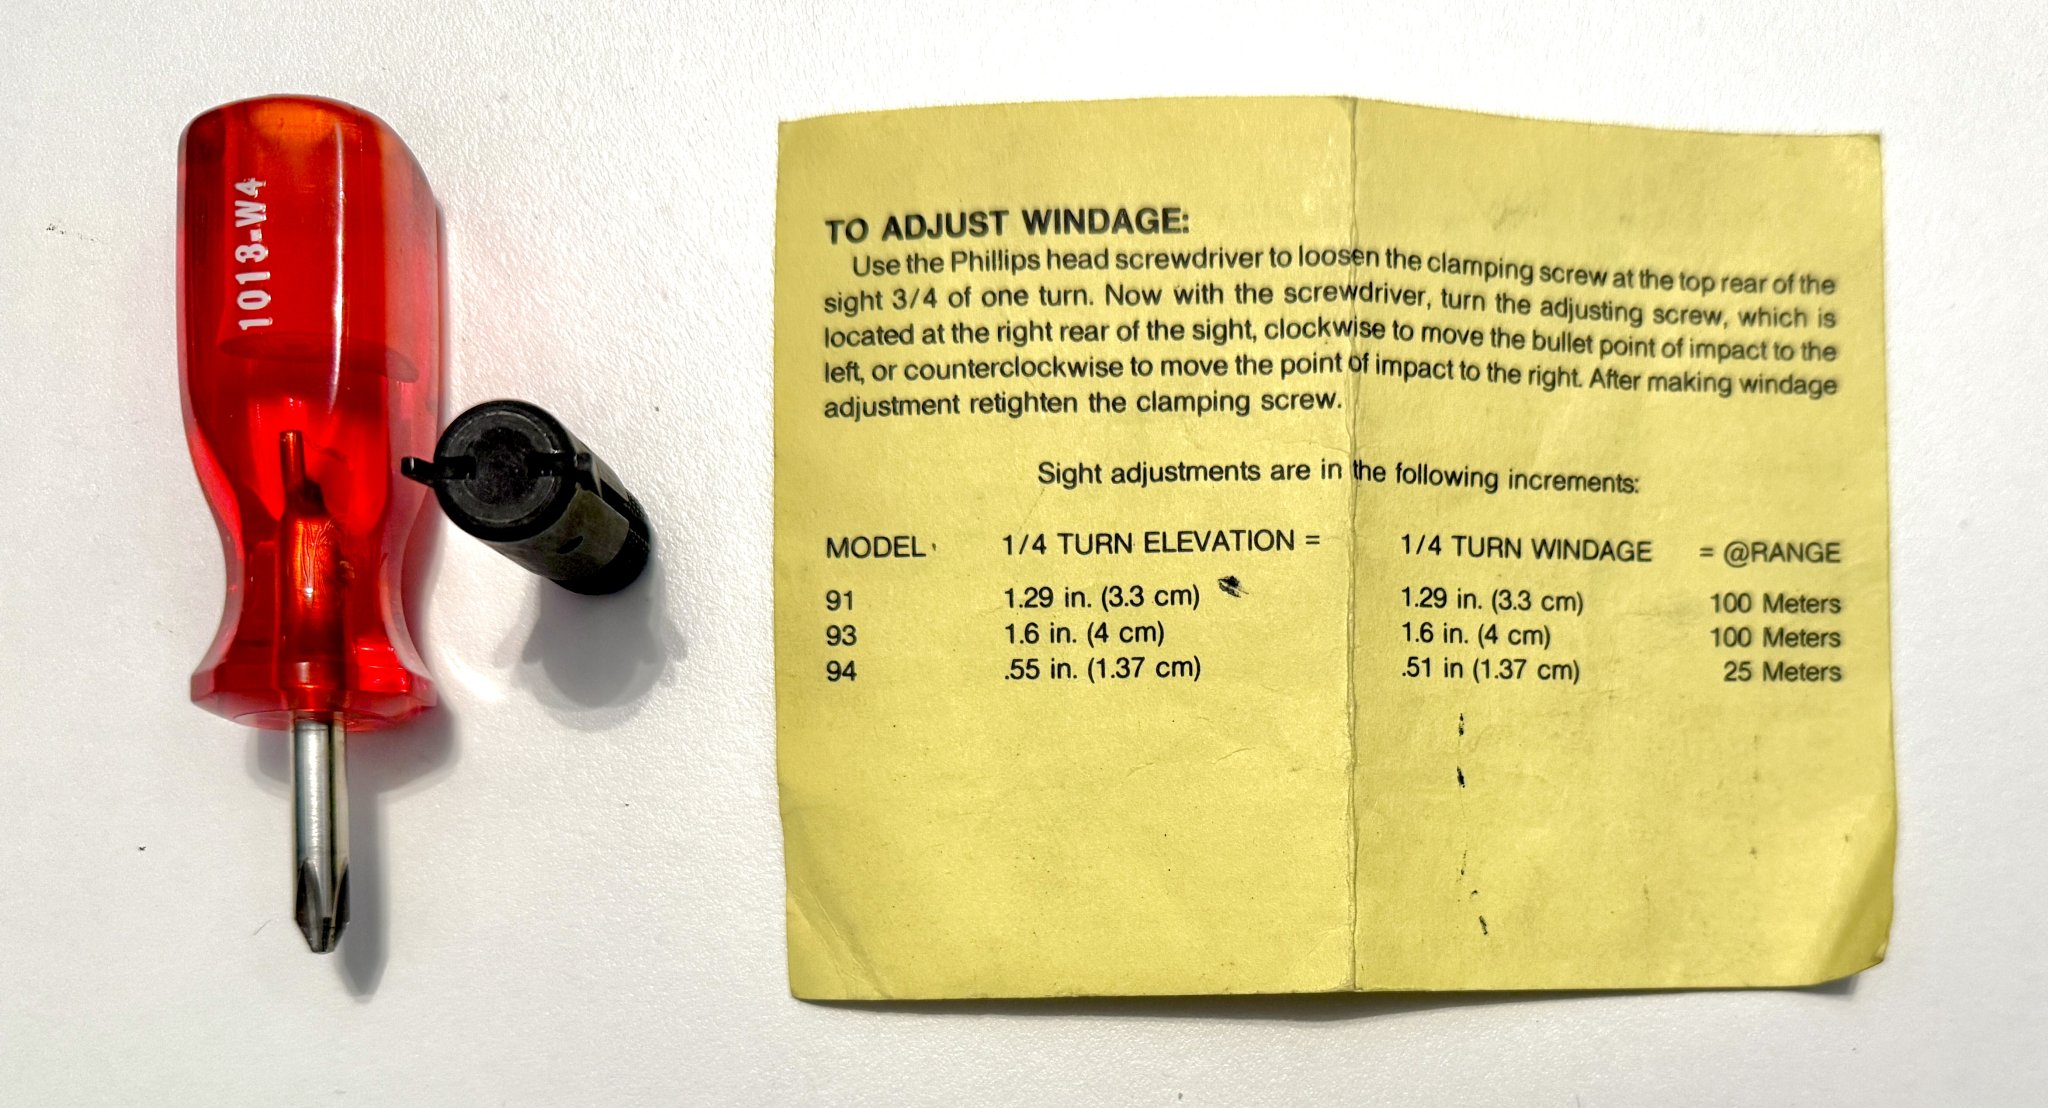 1013-W4
TO ADJUST WINDAGE:
Use the Phillips head screwdriver to loosen the clamping screw at the top rear of the
sight 3/4 of one turn. Now with the screwdriver, turn the adjusting screw, which is
located at the right rear of the sight, clockwise to move the bullet point of impact to the
left, or counterclockwise to move the point of impact to the right. After making windage
adjustment retighten the clamping screw.
Sight adjustments are in the following increments:
MODEL 1/4 TURN ELEVATION = 1/4 TURN WINDAGE = @RANGE
91 1.29 in. (3.3 cm) 1.29 in. (3.3 cm) 100 Meters
93 1.6 in. (4 cm) 1.6 in. (4 cm) 100 Meters
94 .55 in. (1.37 cm) .51 in (1.37 cm) 25 Meters